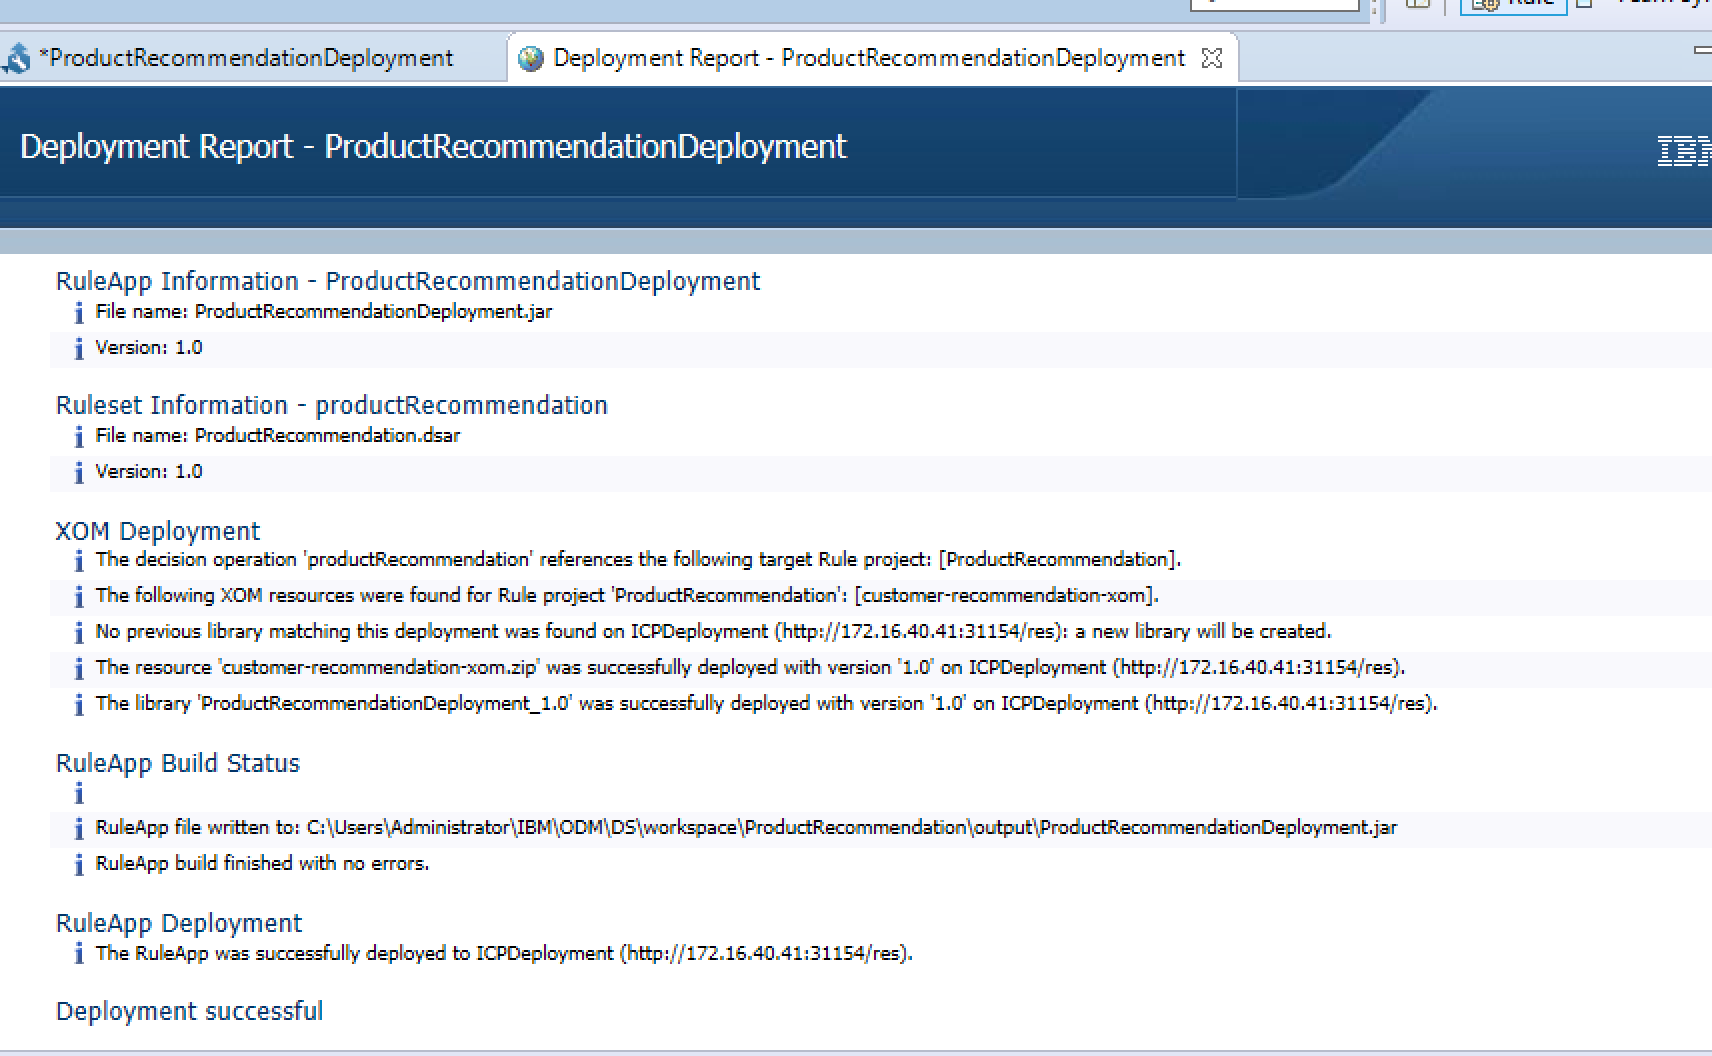 *ProductRecommendationDeployment
Deployment Report - ProductRecommendationDeployment
Deployment Report - ProductRecommendationDeployment
RuleApp Information - ProductRecommendationDeployment
File name: ProductRecommendationDeployment.jar
Version: 1.0
Ruleset Information - productRecommendation
File name: ProductRecommendation.dsar
Version: 1.0
XOM Deployment
The decision operation 'productRecommendation' references the following target Rule project: [ProductRecommendation].
The following XOM resources were found for Rule project 'ProductRecommendation': [customer-recommendation-xom].
No previous library matching this deployment was found on ICPDeployment (http://172.16.40.41:31154/res): a new library will be created.
The resource 'customer-recommendation-xom.zip' was successfully deployed with version '1.0' on ICPDeployment (http://172.16.40.41:31154/res).
The library 'ProductRecommendationDeployment_1.0' was successfully deployed with version '1.0' on ICPDeployment (http://172.16.40.41:31154/res).
RuleApp Build Status
RuleApp file written to: C:\Users\Administrator\IBM\ODM\DS\workspace\ProductRecommendation\output\ProductRecommendationDeployment.jar
RuleApp build finished with no errors.
RuleApp Deployment
The RuleApp was successfully deployed to ICPDeployment (http://172.16.40.41:31154/res).
Deployment successful